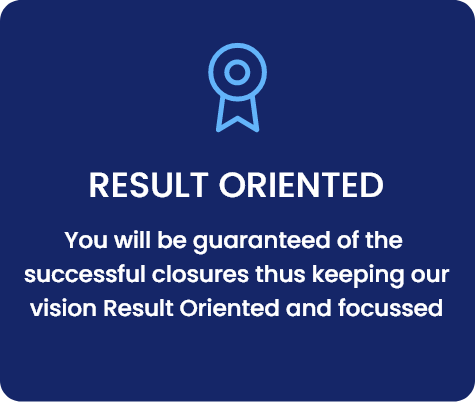 RESULT ORIENTED
You will be guaranteed of the
successful closures thus keeping our
vision Result Oriented and focussed